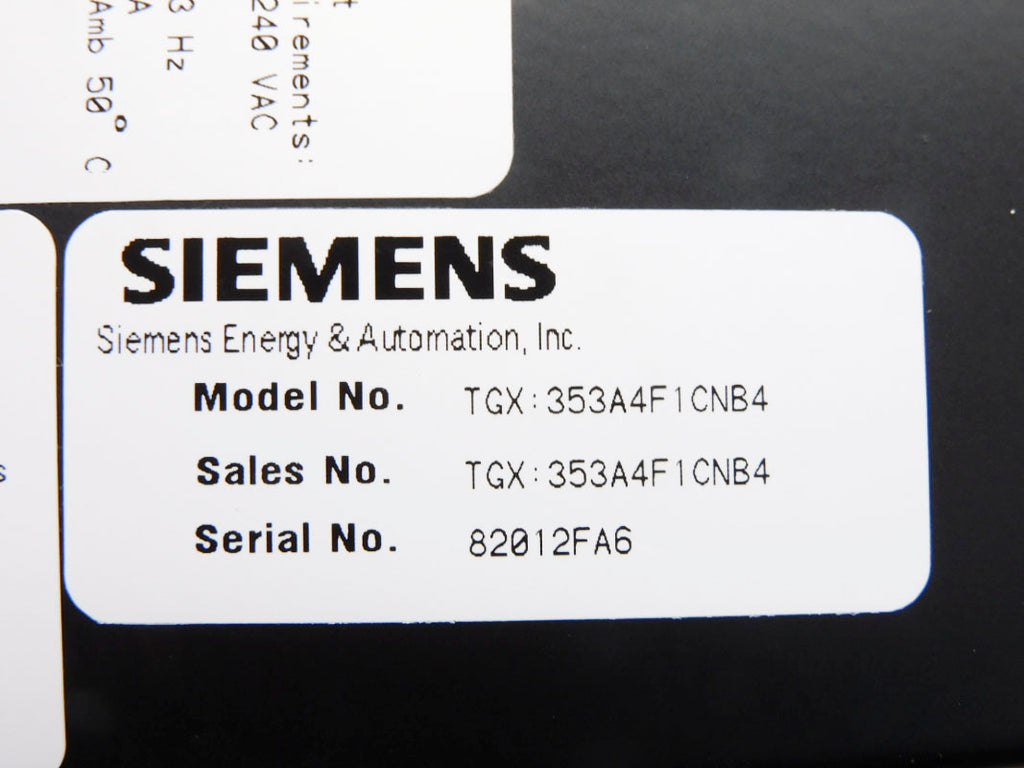 irements:
240 VAC
3 Hz
A
Amb 50° C
SIEMENS
Siemens Energy & Automation, Inc.
Model No. TGX:353A4F1CNB4
Sales No. TGX:353A4F1CNB4
Serial No. 82012FA6